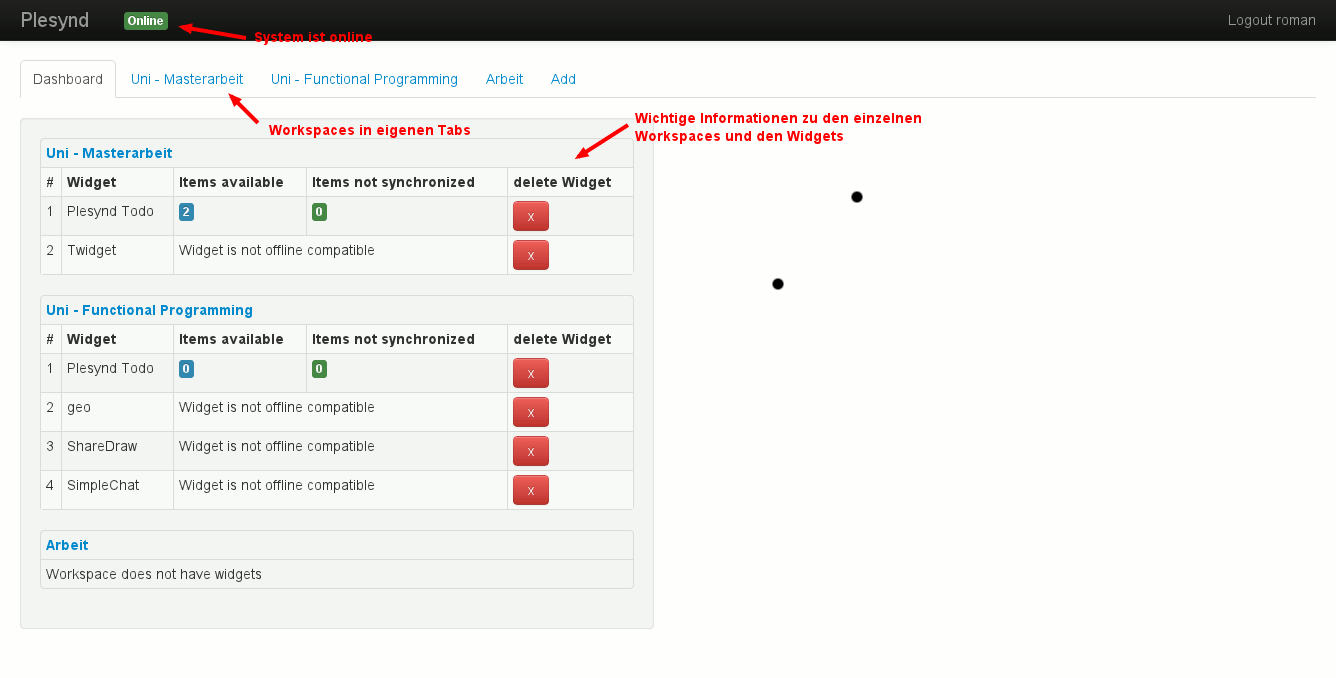 Plesynd Online Logout roman
System ist online
Dashboard Uni - Masterarbeit Uni - Functional Programming Arbeit Add
Workspaces in eigenen Tabs
Wichtige Informationen zu den einzelnen
Workspaces und den Widgets
Uni - Masterarbeit
# Widget Items available Items not synchronized delete Widget
1 Plesynd Todo 2 0 X
2 Twidget Widget is not offline compatible X
Uni - Functional Programming
# Widget Items available Items not synchronized delete Widget
1 Plesynd Todo 0 0 X
2 geo Widget is not offline compatible X
3 ShareDraw Widget is not offline compatible X
4 SimpleChat Widget is not offline compatible X
Arbeit
Workspace does not have widgets